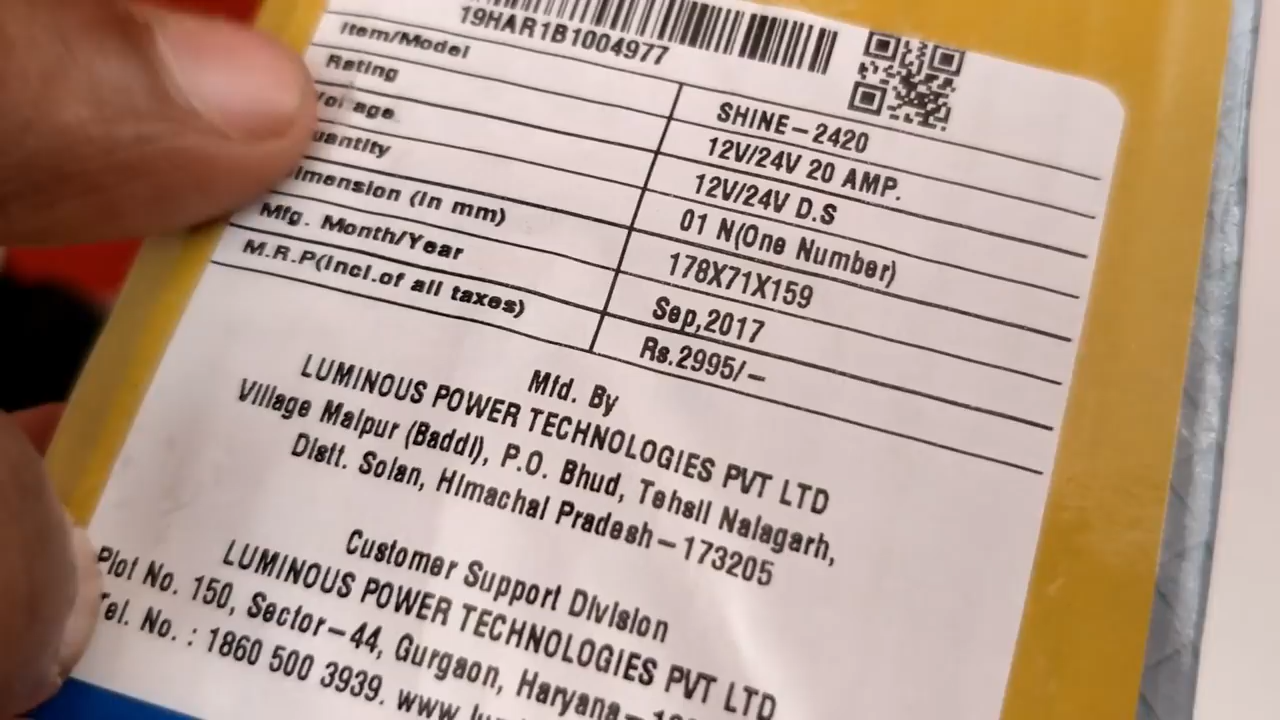 19HAR1B1004977
Item/Model SHINE-2420
Rating 12V/24V 20 AMP.
12V/24V D.S
01 N(One Number)
(in mm) 178X71X159
Mfg. Month/Year Sep,2017
M.R.P(Incl.of all taxes) Rs.2995/-
Mfd. By
LUMINOUS POWER TECHNOLOGIES PVT LTD
Village Malpur (Baddi), P.O. Bhud, Tehsil Nalagarh,
Distt. Solan, Himachal Pradesh-173205
Customer Support Division
LUMINOUS POWER TECHNOLOGIES PVT LTD
Plot No. 150, Sector-44, Gurgaon, Haryana-
Tel. No. : 1860 500 3939. www.